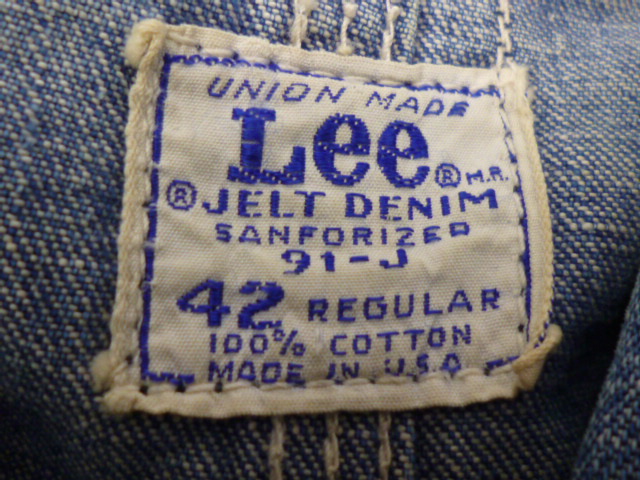 UNION MADE
Lee® M.R.
® JELT DENIM
SANFORIZED
91-J
42 REGULAR
100% COTTON
MADE IN U.S.A